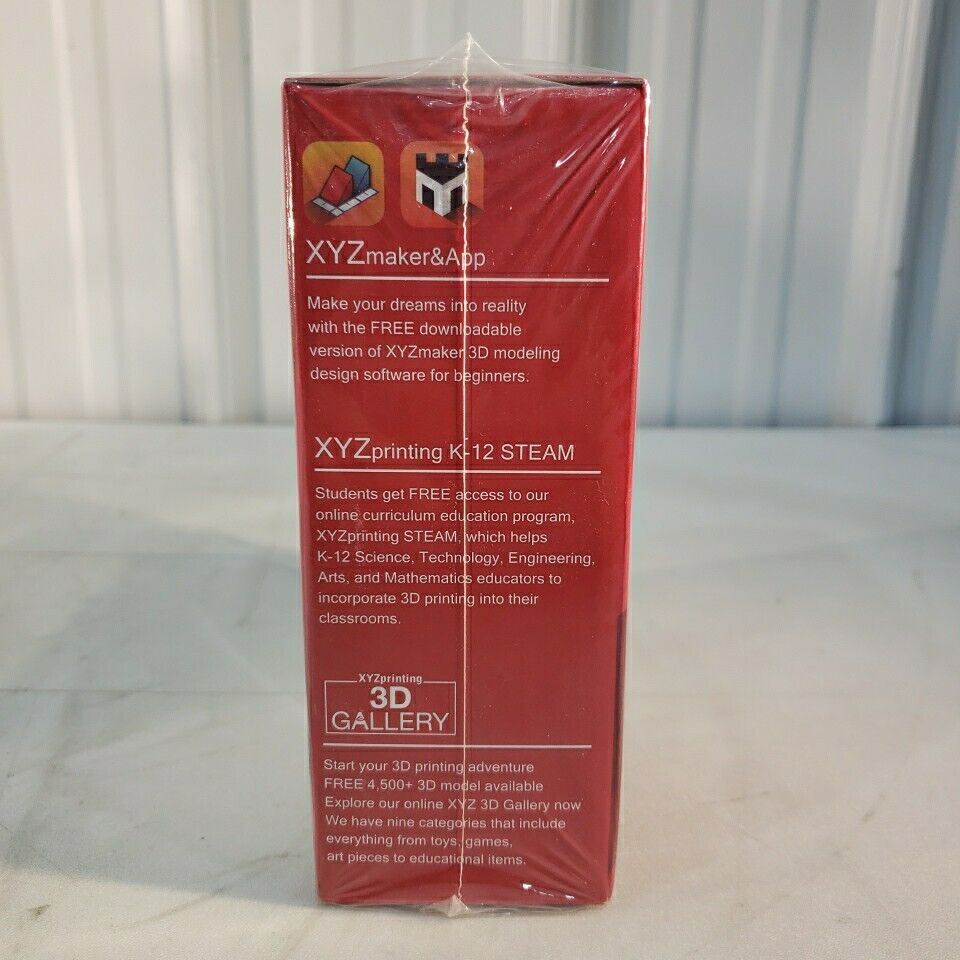 XYZmaker&App
Make your dreams into reality
with the FREE downloadable
version of XYZmaker 3D modeling
design software for beginners.
XYZprinting K-12 STEAM
Students get FREE access to our
online curriculum education program,
XYZprinting STEAM, which helps
K-12 Science, Technology, Engineering,
Arts, and Mathematics educators to
incorporate 3D printing into their
classrooms.
XYZprinting
3D
GALLERY
Start your 3D printing adventure
FREE 4,500+ 3D model available
Explore our online XYZ 3D Gallery now
We have nine categories that include
everything from toys, games,
art pieces to educational items.